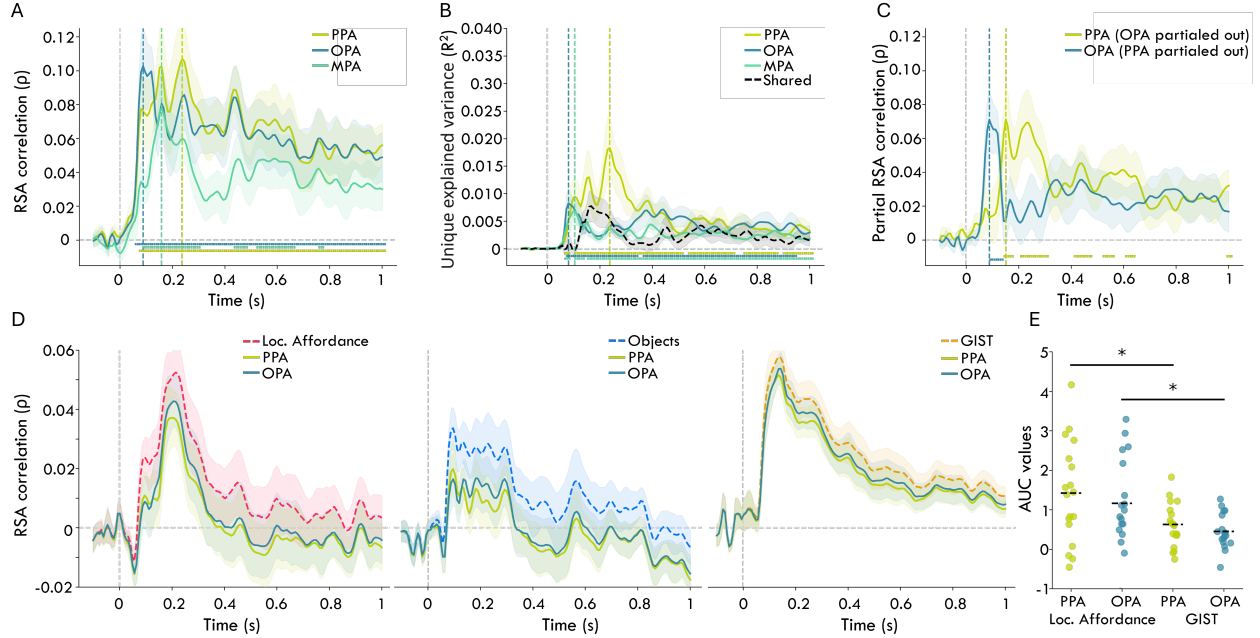 A
RSA correlation (ρ)
0.12
0.10
0.08
0.06
0.04
0.02
0
PPA
OPA
MPA
0 0.2 0.4 0.6 0.8 1
Time (s)
B
Unique explained variance (R²)
0.040
0.035
0.030
0.025
0.020
0.015
0.010
0.005
0
PPA
OPA
MPA
Shared
0 0.2 0.4 0.6 0.8 1
Time (s)
C
Partial RSA correlation (ρ)
0.12
0.10
0.08
0.06
0.04
0.02
0
PPA (OPA partialed out)
OPA (PPA partialed out)
0 0.2 0.4 0.6 0.8 1
Time (s)
D
RSA correlation (ρ)
0.06
0.04
0.02
0
-0.02
Loc. Affordance
PPA
OPA
0 0.2 0.4 0.6 0.8 1
Time (s)
Objects
PPA
OPA
0 0.2 0.4 0.6 0.8 1
Time (s)
GIST
PPA
OPA
0 0.2 0.4 0.6 0.8 1
Time (s)
E
AUC values
5
4
3
2
1
0
-1
*
*
PPA OPA PPA OPA
Loc. Affordance GIST